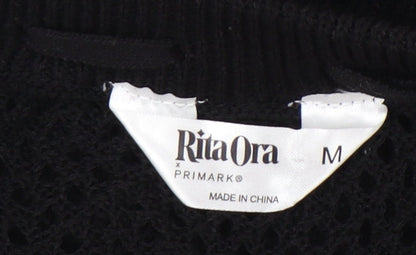 Rita Ora M
x
PRIMARK®
MADE IN CHINA